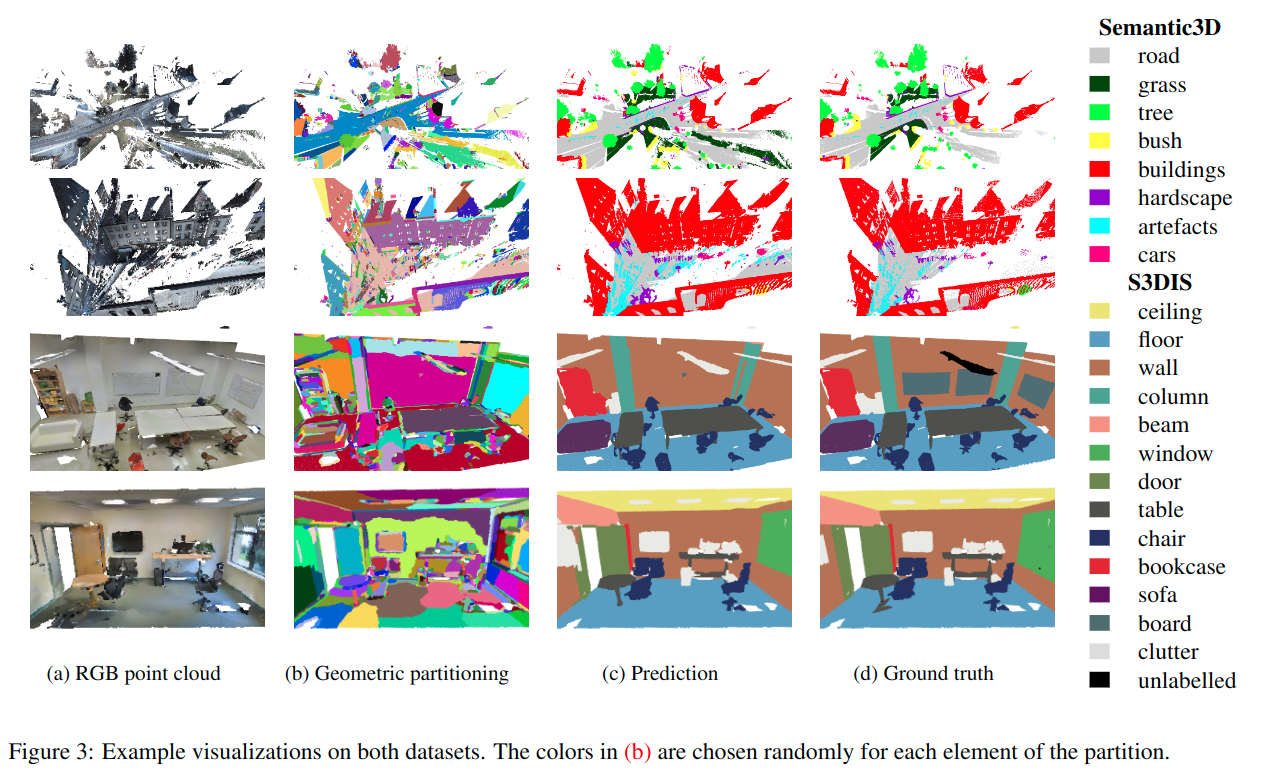 Semantic3D
road
grass
tree
bush
buildings
hardscape
artefacts
cars
S3DIS
ceiling
floor
wall
column
beam
window
door
table
chair
bookcase
sofa
board
clutter
unlabelled
(a) RGB point cloud
(b) Geometric partitioning
(c) Prediction
(d) Ground truth
Figure 3: Example visualizations on both datasets. The colors in (b) are chosen randomly for each element of the partition.